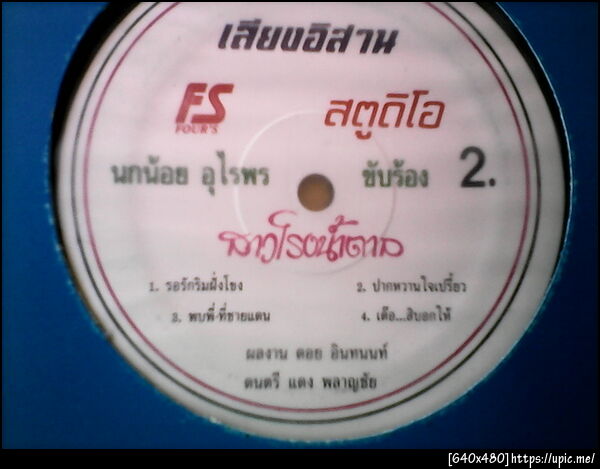 เสียงอิสาน
FS
FOUR'S
สตูดิโอ
นกน้อย อุไรพร ขับร้อง 2.
สาวโรงน้ำตาล
1. รอรักริมฝั่งโขง 2. ปากหวานใจเปรี้ยว
3. พบพี่-ที่ชายแดน 4. เด๊อ...สิบอกให้
ผลงาน ดอย อินทนนท์
ดนตรี แดง พลาญชัย
[640x480]https://upic.me/